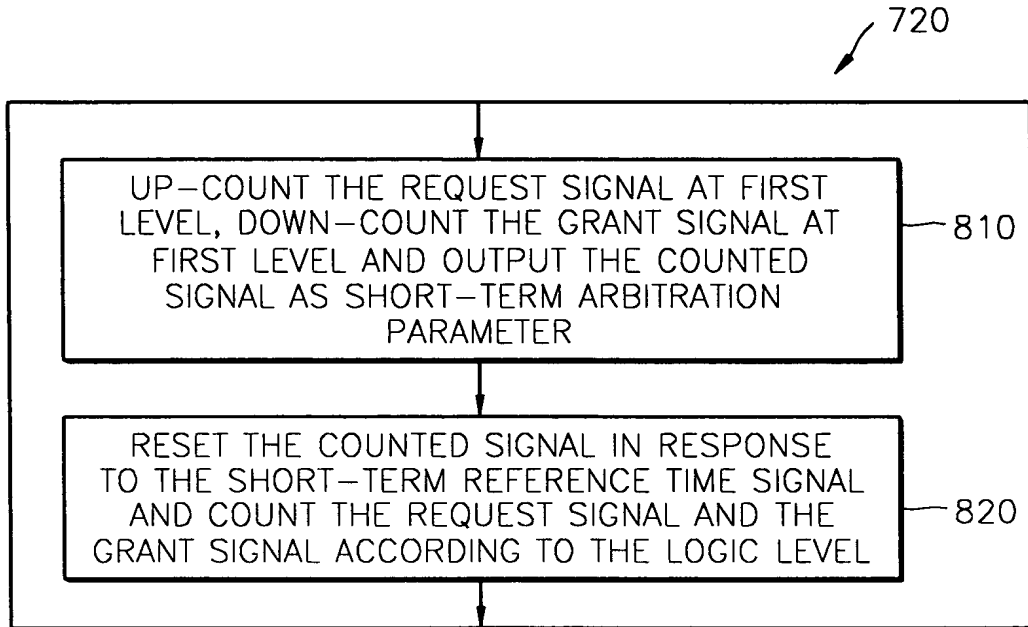 720
UP-COUNT THE REQUEST SIGNAL AT FIRST
LEVEL, DOWN-COUNT THE GRANT SIGNAL AT
FIRST LEVEL AND OUTPUT THE COUNTED
SIGNAL AS SHORT-TERM ARBITRATION
PARAMETER
810
RESET THE COUNTED SIGNAL IN RESPONSE
TO THE SHORT-TERM REFERENCE TIME SIGNAL
AND COUNT THE REQUEST SIGNAL AND THE
GRANT SIGNAL ACCORDING TO THE LOGIC LEVEL
820